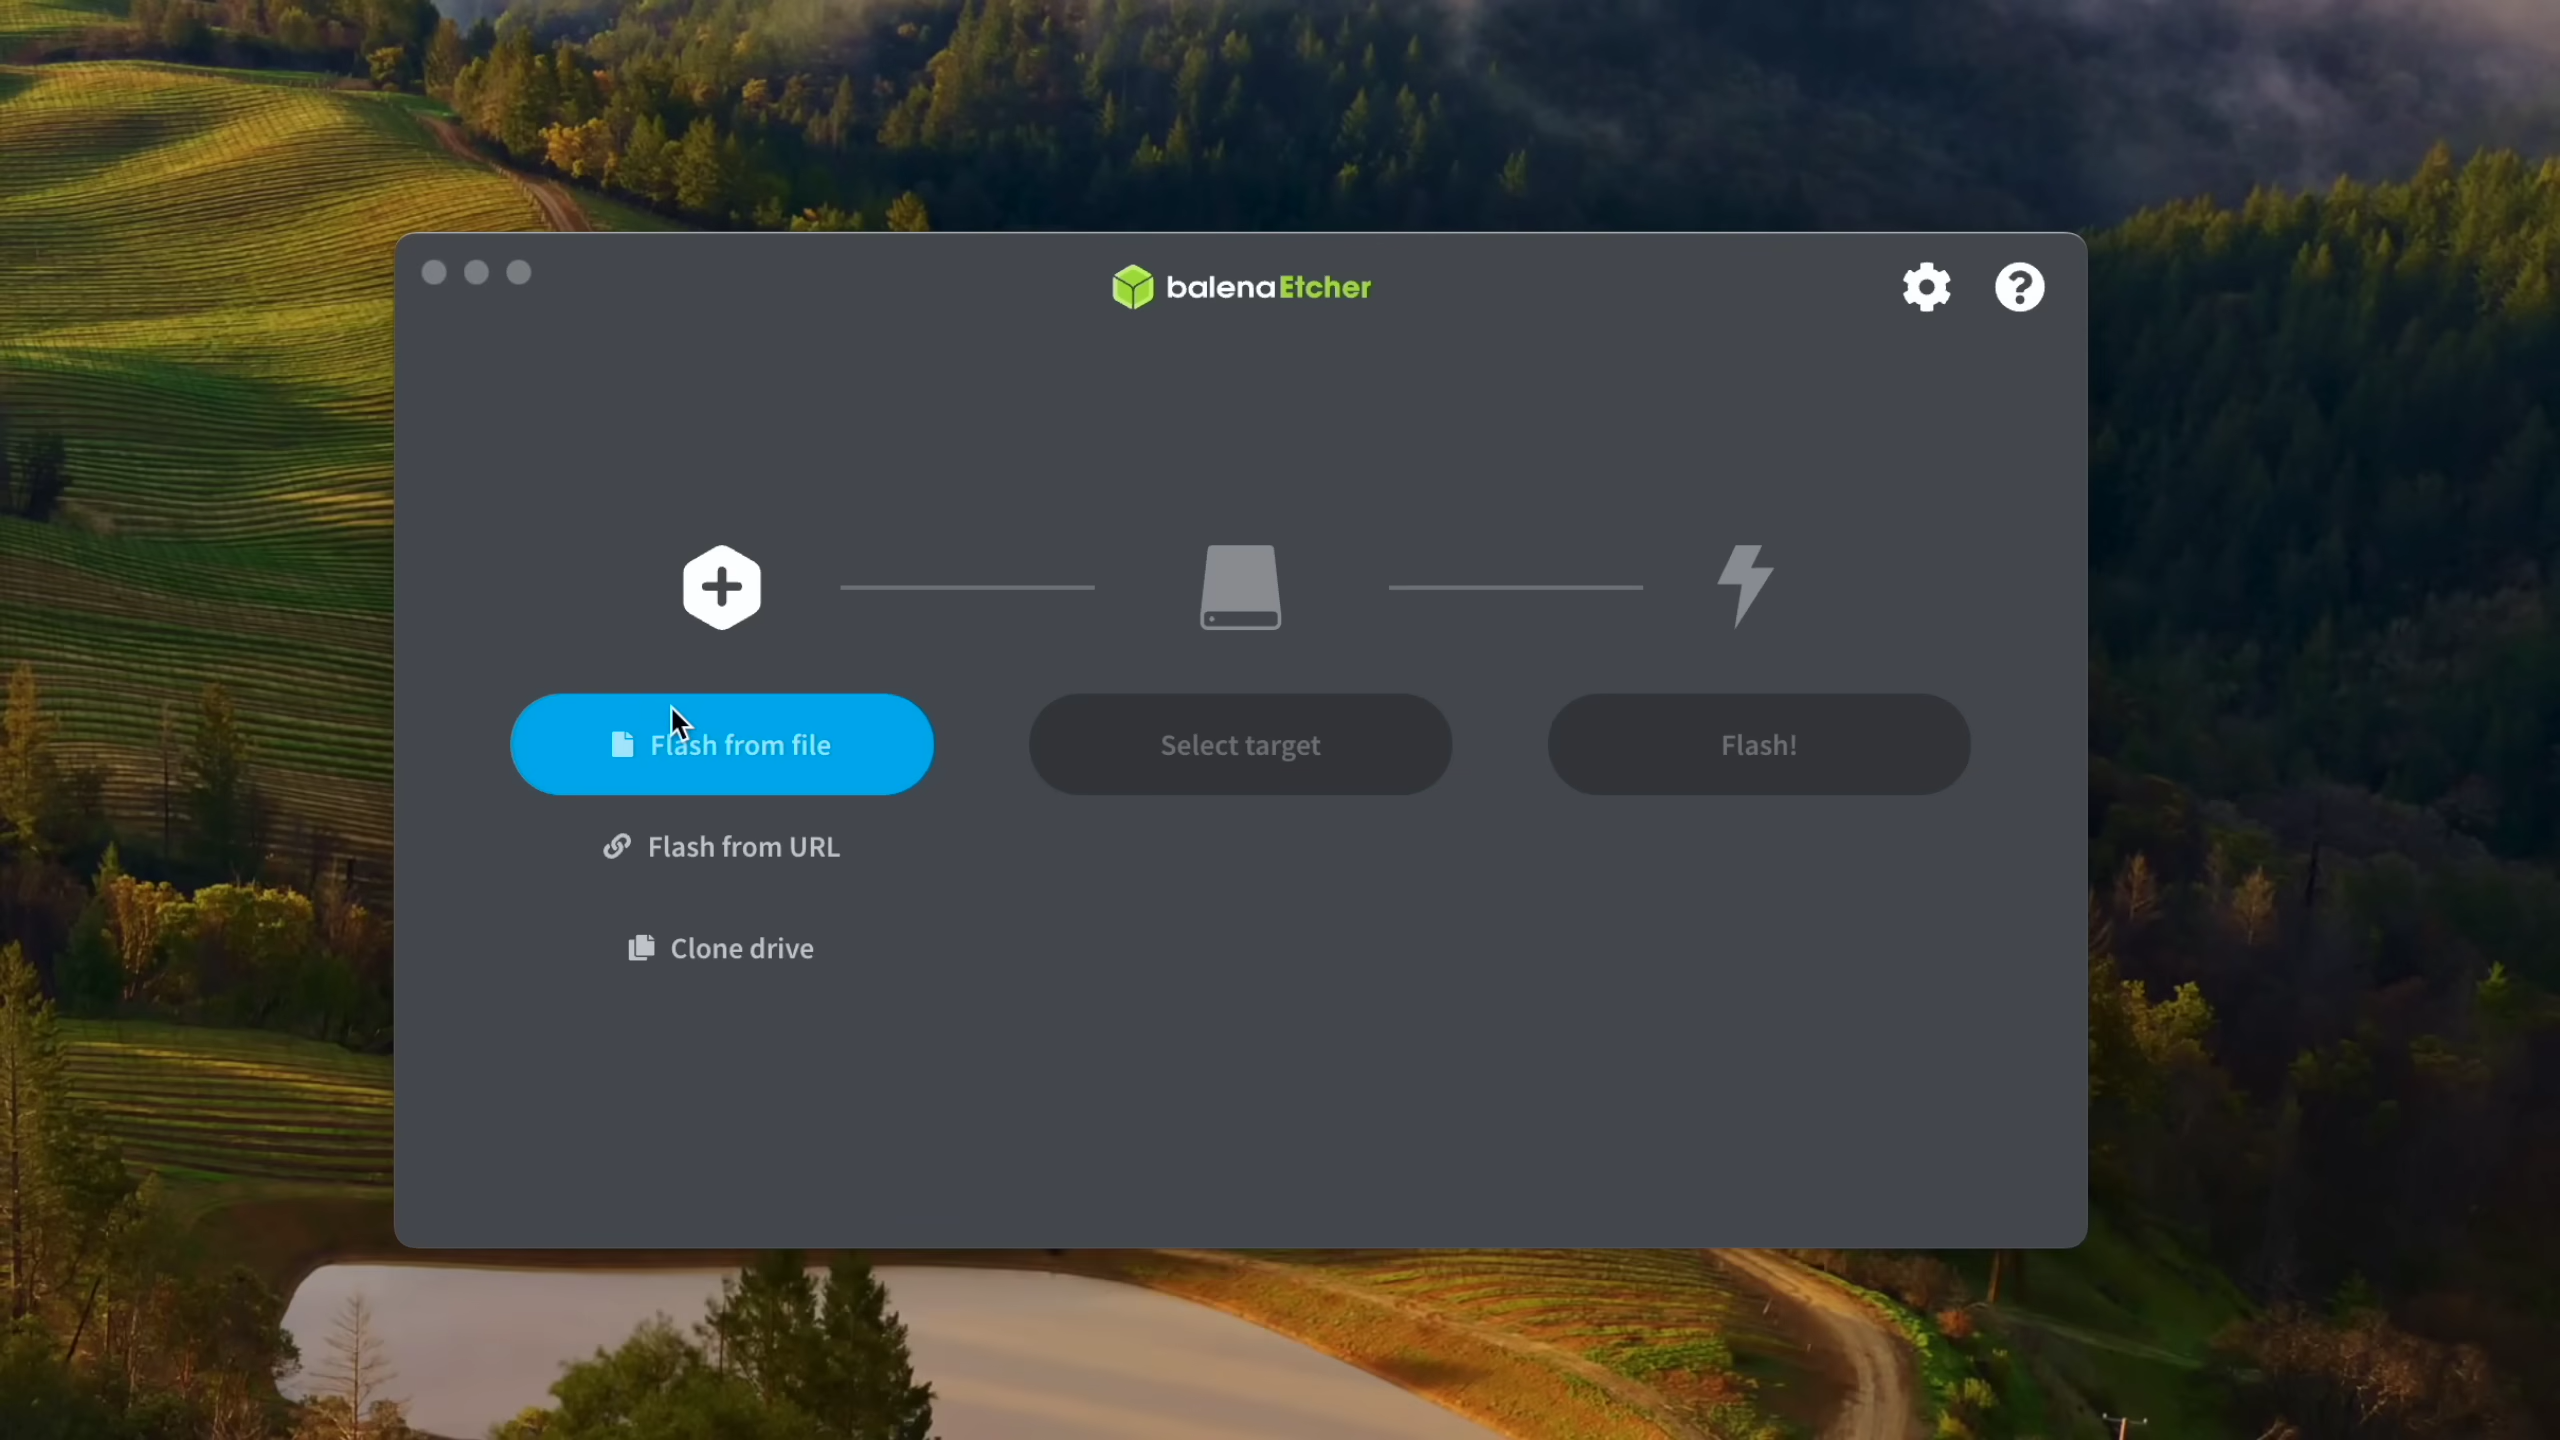 balenaEtcher
Flash from file
Select target
Flash!
Flash from URL
Clone drive